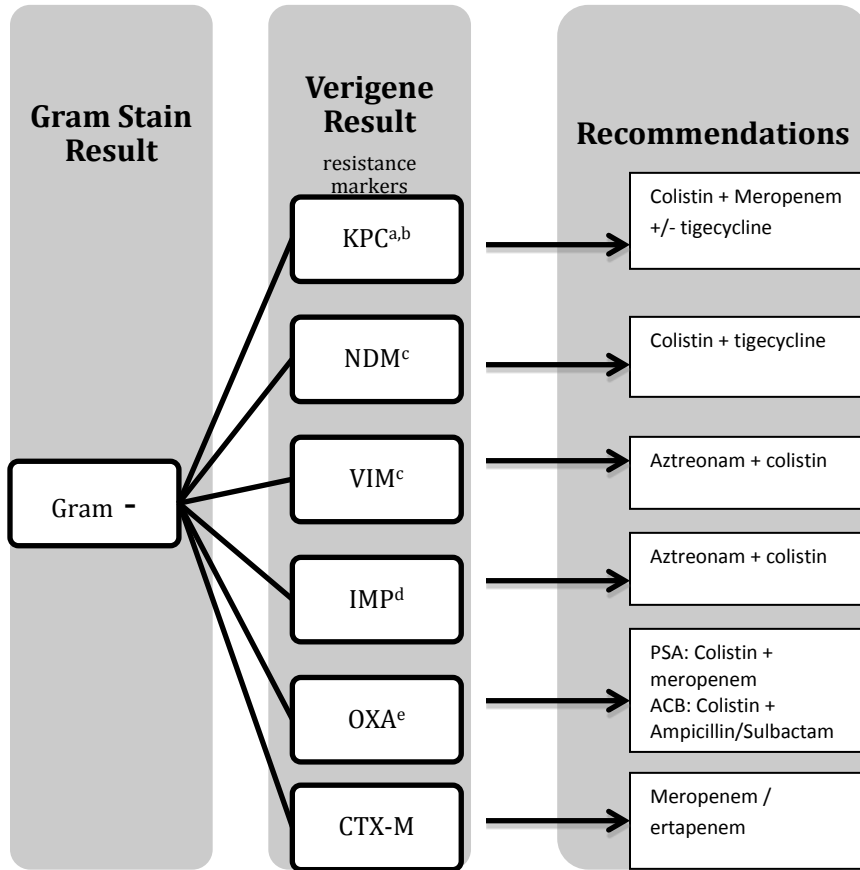 Gram Stain
Result
Verigene
Result
resistance
markers
Recommendations
Gram -
KPCa,b
Colistin + Meropenem
+/- tigecycline
NDMc
Colistin + tigecycline
VIMc
Aztreonam + colistin
IMPd
Aztreonam + colistin
OXAe
PSA: Colistin +
meropenem
ACB: Colistin +
Ampicillin/Sulbactam
CTX-M
Meropenem /
ertapenem